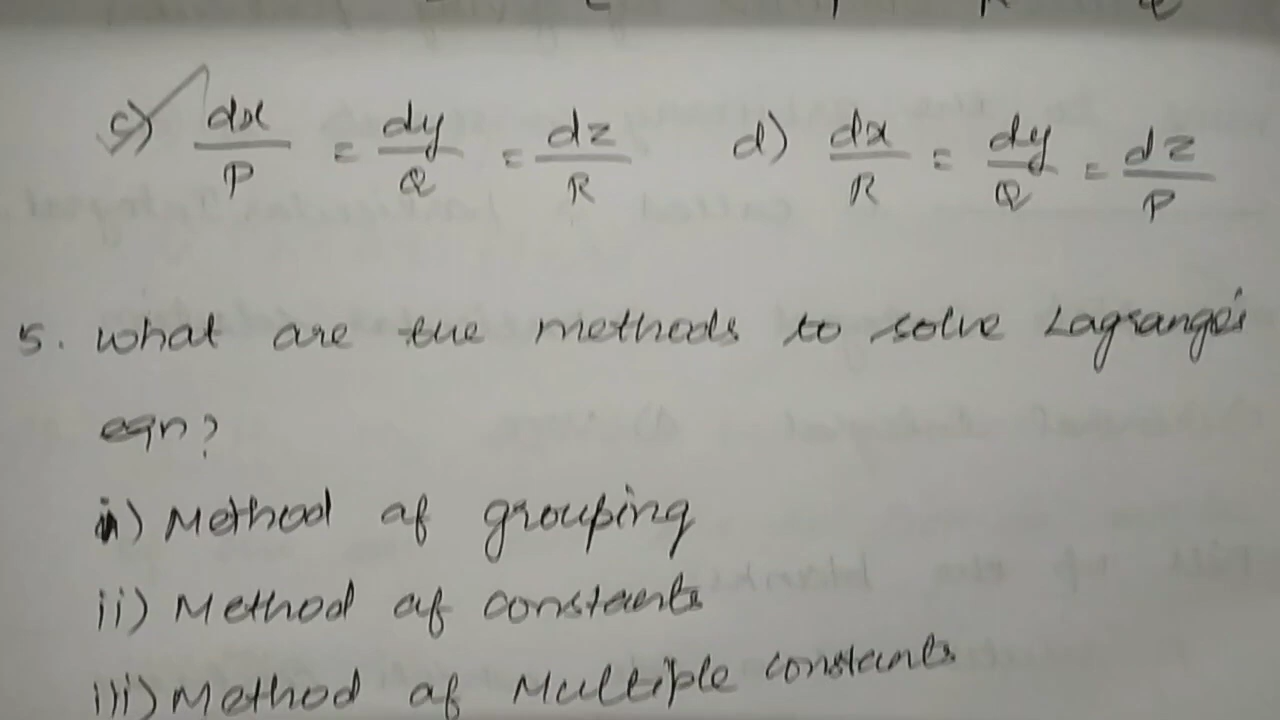 c) dx/P = dy/Q = dz/R d) dx/R = dy/Q = dz/P
5. What are the methods to solve Lagrange's
eqn?
i) Method of grouping
ii) Method of constants
iii) Method of Multiple constants